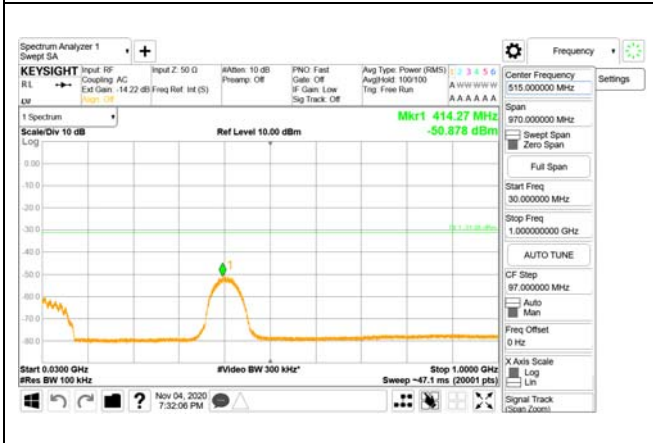 Spectrum Analyzer 1
Swept SA
+
Frequency
KEYSIGHT
Input: RF
Coupling: AC
Ext Gain: -14.22 dB
Align: Off
Input Z: 50 Ω
Freq Ref: Int (S)
#Atten: 10 dB
Preamp: Off
PNO: Fast
Gate: Off
IF Gain: Low
Sig Track: Off
Avg Type: Power (RMS)
Avg|Hold: 100/100
Trig: Free Run
1 2 3 4 5 6
A W W W W W
A A A A A A
RL
1 Spectrum
Scale/Div 10 dB
Ref Level 10.00 dBm
Mkr1 414.27 MHz
-50.878 dBm
Log
0.00
-10.0
-20.0
-30.0
-40.0
-50.0
-60.0
-70.0
-80.0
1
Start 0.0300 GHz
#Res BW 100 kHz
#Video BW 300 kHz*
Stop 1.0000 GHz
Sweep ~47.1 ms (20001 pts)
Nov 04, 2020
7:32:06 PM
Center Frequency
515.000000 MHz
Settings
Span
970.000000 MHz
Swept Span
Zero Span
Full Span
Start Freq
30.000000 MHz
Stop Freq
1.000000000 GHz
AUTO TUNE
CF Step
97.000000 MHz
Auto
Man
Freq Offset
0 Hz
X Axis Scale
Log
Lin
Signal Track
(Span Zoom)